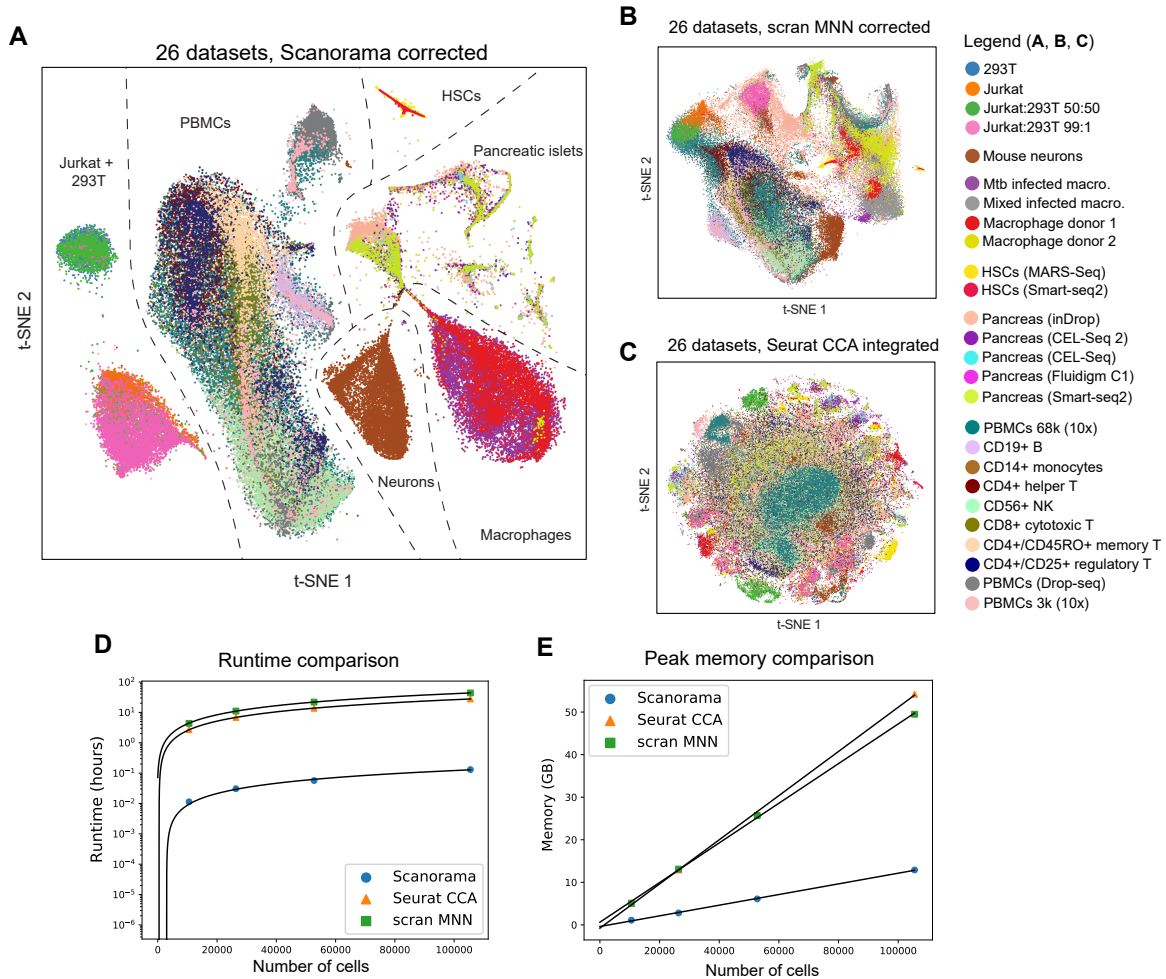 A
26 datasets, Scanorama corrected
HSCs
PBMCs
Pancreatic islets
Jurkat +
293T
Neurons
Macrophages
t-SNE 2
t-SNE 1
B
26 datasets, scran MNN corrected
t-SNE 2
t-SNE 1
C
26 datasets, Seurat CCA integrated
t-SNE 2
t-SNE 1
Legend (A, B, C)
293T
Jurkat
Jurkat:293T 50:50
Jurkat:293T 99:1
Mouse neurons
Mtb infected macro.
Mixed infected macro.
Macrophage donor 1
Macrophage donor 2
HSCs (MARS-Seq)
HSCs (Smart-seq2)
Pancreas (inDrop)
Pancreas (CEL-Seq 2)
Pancreas (CEL-Seq)
Pancreas (Fluidigm C1)
Pancreas (Smart-seq2)
PBMCs 68k (10x)
CD19+ B
CD14+ monocytes
CD4+ helper T
CD56+ NK
CD8+ cytotoxic T
CD4+/CD45RO+ memory T
CD4+/CD25+ regulatory T
PBMCs (Drop-seq)
PBMCs 3k (10x)
D
Runtime comparison
10²
10¹
10⁰
10⁻¹
10⁻²
10⁻³
10⁻⁴
10⁻⁵
10⁻⁶
Runtime (hours)
Scanorama
Seurat CCA
scran MNN
0 20000 40000 60000 80000 100000
Number of cells
E
Peak memory comparison
Scanorama
Seurat CCA
scran MNN
50
40
30
20
10
0
Memory (GB)
0 20000 40000 60000 80000 100000
Number of cells